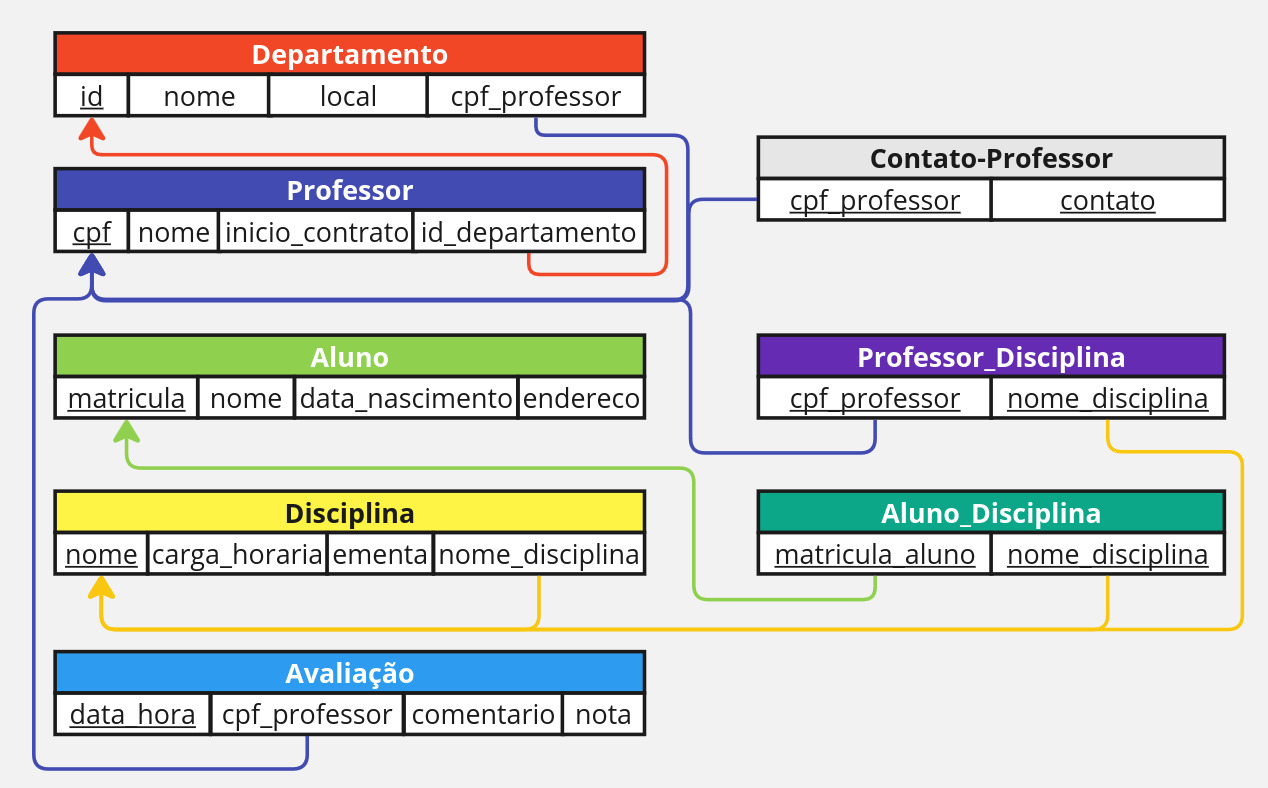 Departamento
id nome local cpf_professor
Contato-Professor
cpf_professor contato
Professor
cpf nome inicio_contrato id_departamento
Aluno
matricula nome data_nascimento endereco
Professor_Disciplina
cpf_professor nome_disciplina
Disciplina
nome carga_horaria ementa nome_disciplina
Aluno_Disciplina
matricula_aluno nome_disciplina
Avaliação
data_hora cpf_professor comentario nota